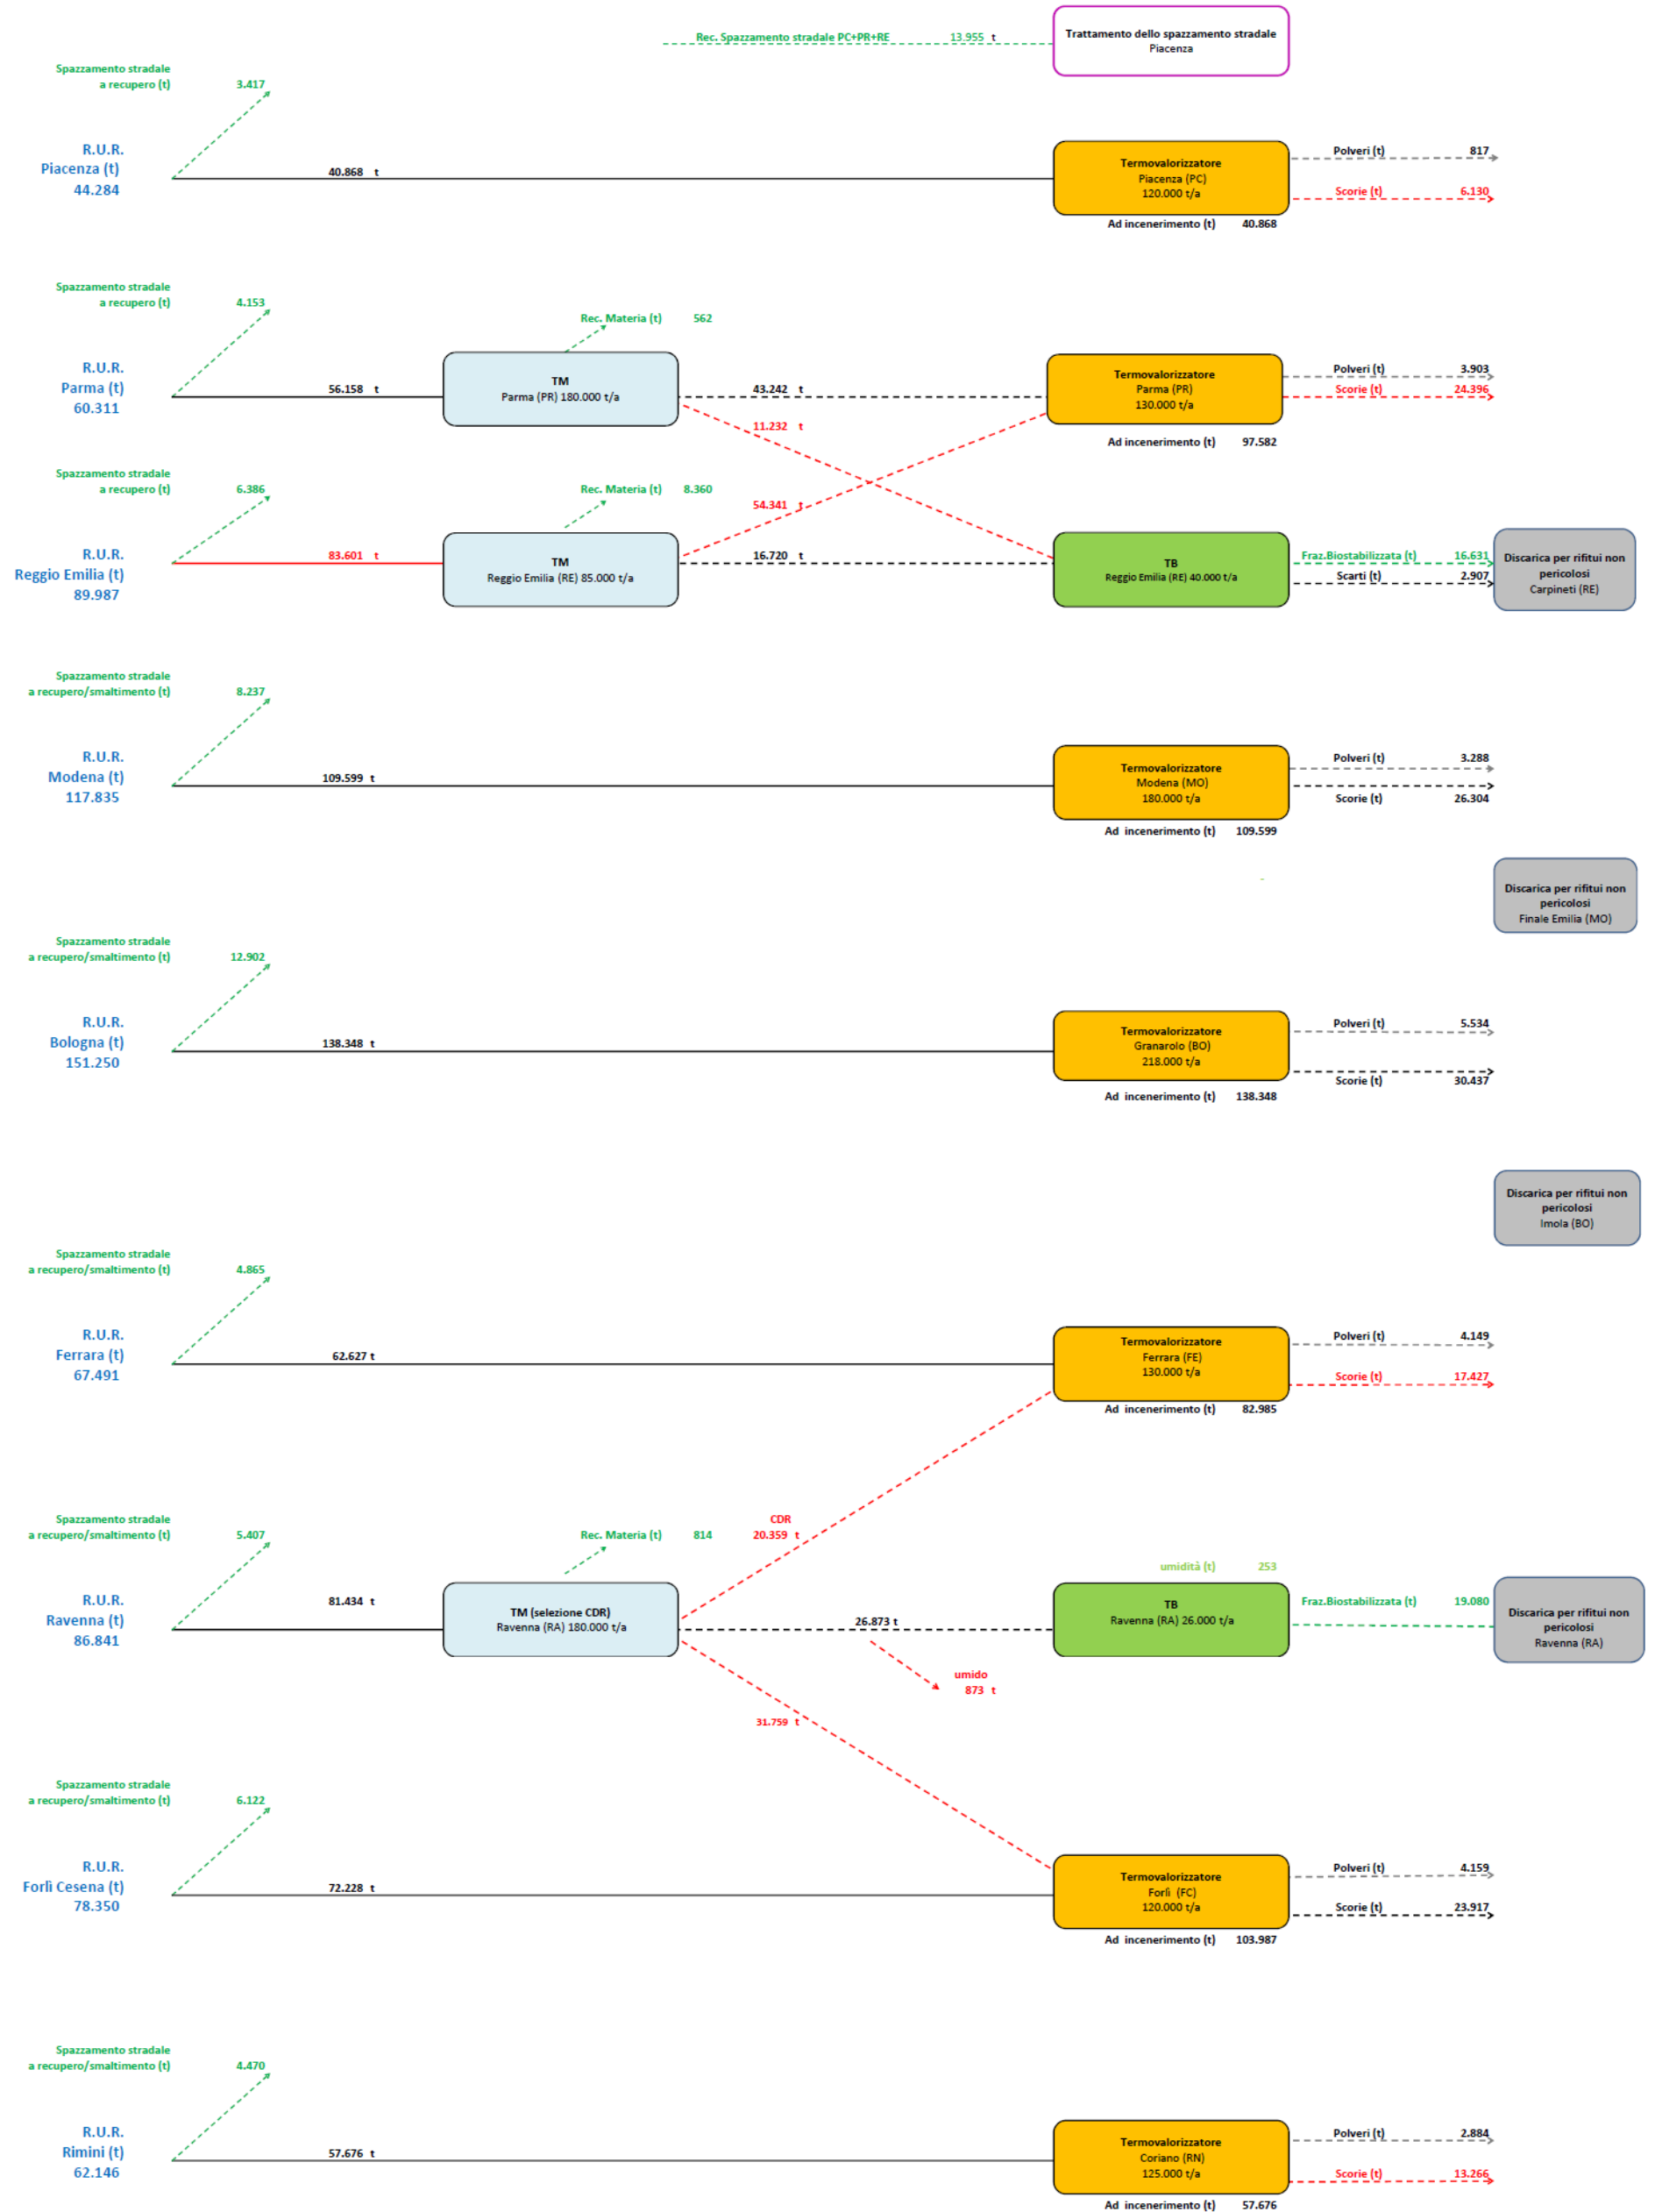 Rec. Spazzamento stradale PC+PR+RE 13.955 t
Trattamento dello spazzamento stradale
Piacenza
Spazzamento stradale
a recupero (t) 3.417
R.U.R.
Piacenza (t)
44.284
40.868 t
Termovalorizzatore
Piacenza (PC)
120.000 t/a
Ad incenerimento (t) 40.868
Polveri (t) 817
Scorie (t) 6.130
Spazzamento stradale
a recupero (t) 4.153
R.U.R.
Parma (t)
60.311
56.158 t
Rec. Materia (t) 562
TM
Parma (PR) 180.000 t/a
43.242 t
11.232 t
Termovalorizzatore
Parma (PR)
130.000 t/a
Ad incenerimento (t) 97.582
Polveri (t) 3.903
Scorie (t) 24.396
Spazzamento stradale
a recupero (t) 6.386
R.U.R.
Reggio Emilia (t)
89.987
83.601 t
Rec. Materia (t) 8.360
TM
Reggio Emilia (RE) 85.000 t/a
54.341 t
16.720 t
TB
Reggio Emilia (RE) 40.000 t/a
Fraz.Biostabilizzata (t) 16.631
Scarti (t) 2.907
Discarica per rifitui non
pericolosi
Carpineti (RE)
Spazzamento stradale
a recupero/smaltimento (t) 8.237
R.U.R.
Modena (t)
117.835
109.599 t
Termovalorizzatore
Modena (MO)
180.000 t/a
Ad incenerimento (t) 109.599
Polveri (t) 3.288
Scorie (t) 26.304
-
Discarica per rifitui non
pericolosi
Finale Emilia (MO)
Spazzamento stradale
a recupero/smaltimento (t) 12.902
R.U.R.
Bologna (t)
151.250
138.348 t
Termovalorizzatore
Granarolo (BO)
218.000 t/a
Ad incenerimento (t) 138.348
Polveri (t) 5.534
Scorie (t) 30.437
Discarica per rifitui non
pericolosi
Imola (BO)
Spazzamento stradale
a recupero/smaltimento (t) 4.865
R.U.R.
Ferrara (t)
67.491
62.627 t
Termovalorizzatore
Ferrara (FE)
130.000 t/a
Ad incenerimento (t) 82.985
Polveri (t) 4.149
Scorie (t) 17.427
Spazzamento stradale
a recupero/smaltimento (t) 5.407
R.U.R.
Ravenna (t)
86.841
81.434 t
Rec. Materia (t) 814
TM (selezione CDR)
Ravenna (RA) 180.000 t/a
CDR
20.359 t
26.873 t
umido
873 t
31.759 t
umidità (t) 253
TB
Ravenna (RA) 26.000 t/a
Fraz.Biostabilizzata (t) 19.080
Discarica per rifitui non
pericolosi
Ravenna (RA)
Spazzamento stradale
a recupero/smaltimento (t) 6.122
R.U.R.
Forlì Cesena (t)
78.350
72.228 t
Termovalorizzatore
Forlì (FC)
120.000 t/a
Ad incenerimento (t) 103.987
Polveri (t) 4.159
Scorie (t) 23.917
Spazzamento stradale
a recupero/smaltimento (t) 4.470
R.U.R.
Rimini (t)
62.146
57.676 t
Termovalorizzatore
Coriano (RN)
125.000 t/a
Ad incenerimento (t) 57.676
Polveri (t) 2.884
Scorie (t) 13.266